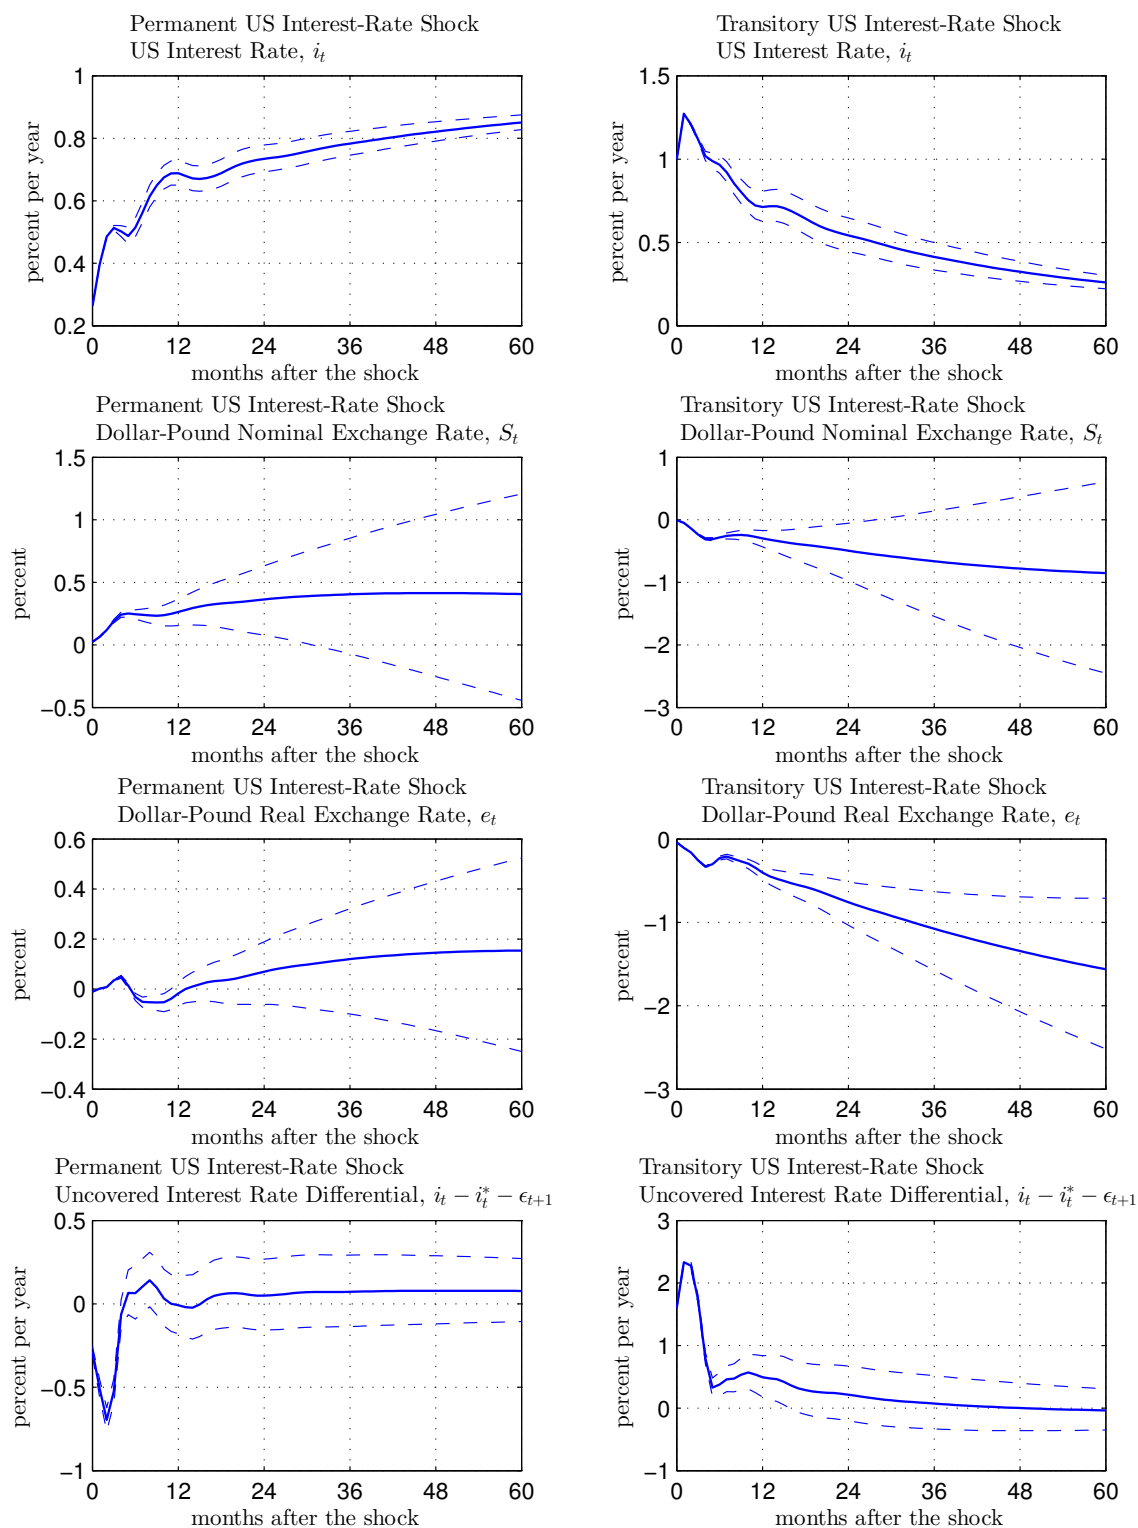 Permanent US Interest-Rate Shock
US Interest Rate, i_t
1
0.8
0.6
0.4
0.2
percent per year
0 12 24 36 48 60
months after the shock
Transitory US Interest-Rate Shock
US Interest Rate, i_t
1.5
1
0.5
0
percent per year
0 12 24 36 48 60
months after the shock
Permanent US Interest-Rate Shock
Dollar-Pound Nominal Exchange Rate, S_t
1.5
1
0.5
0
−0.5
percent
0 12 24 36 48 60
months after the shock
Transitory US Interest-Rate Shock
Dollar-Pound Nominal Exchange Rate, S_t
1
0
−1
−2
−3
percent
0 12 24 36 48 60
months after the shock
Permanent US Interest-Rate Shock
Dollar-Pound Real Exchange Rate, e_t
0.6
0.4
0.2
0
−0.2
−0.4
percent
0 12 24 36 48 60
months after the shock
Transitory US Interest-Rate Shock
Dollar-Pound Real Exchange Rate, e_t
0
−1
−2
−3
percent
0 12 24 36 48 60
months after the shock
Permanent US Interest-Rate Shock
Uncovered Interest Rate Differential, i_t − i_t^* − ϵ_{t+1}
0.5
0
−0.5
−1
percent per year
0 12 24 36 48 60
months after the shock
Transitory US Interest-Rate Shock
Uncovered Interest Rate Differential, i_t − i_t^* − ϵ_{t+1}
3
2
1
0
−1
percent per year
0 12 24 36 48 60
months after the shock